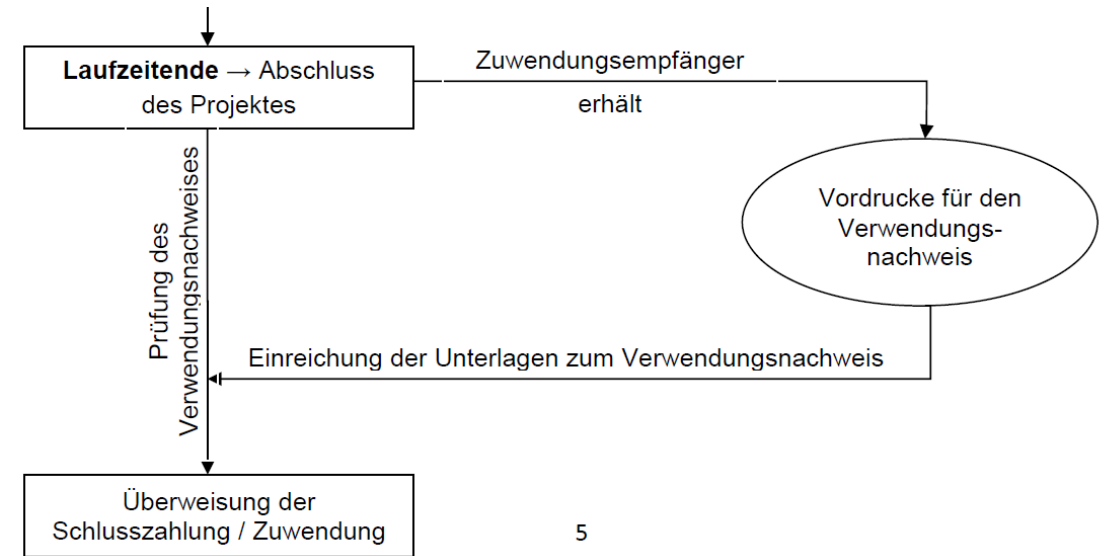 Laufzeitende → Abschluss
des Projektes
Zuwendungsempfänger
erhält
Vordrucke für den
Verwendungs-
nachweis
Prüfung des
Verwendungsnachweises
Einreichung der Unterlagen zum Verwendungsnachweis
Überweisung der
Schlusszahlung / Zuwendung
5